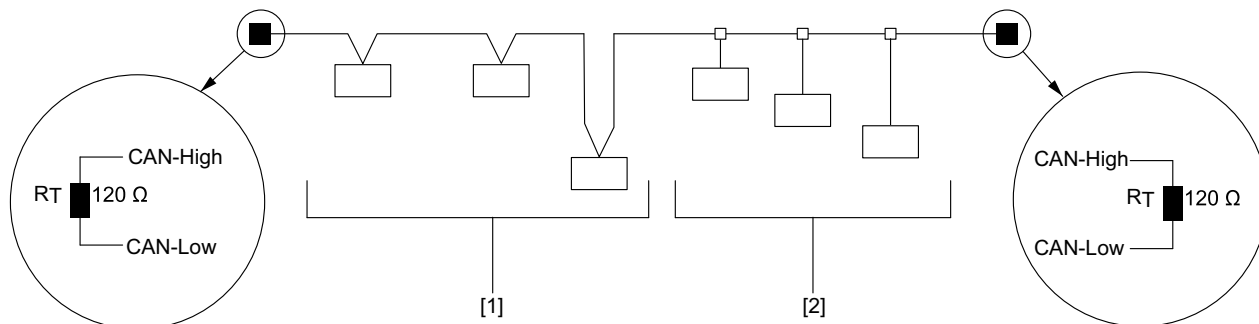 CAN-High
RT 120 Ω
CAN-Low
CAN-High
RT 120 Ω
CAN-Low
[1]
[2]